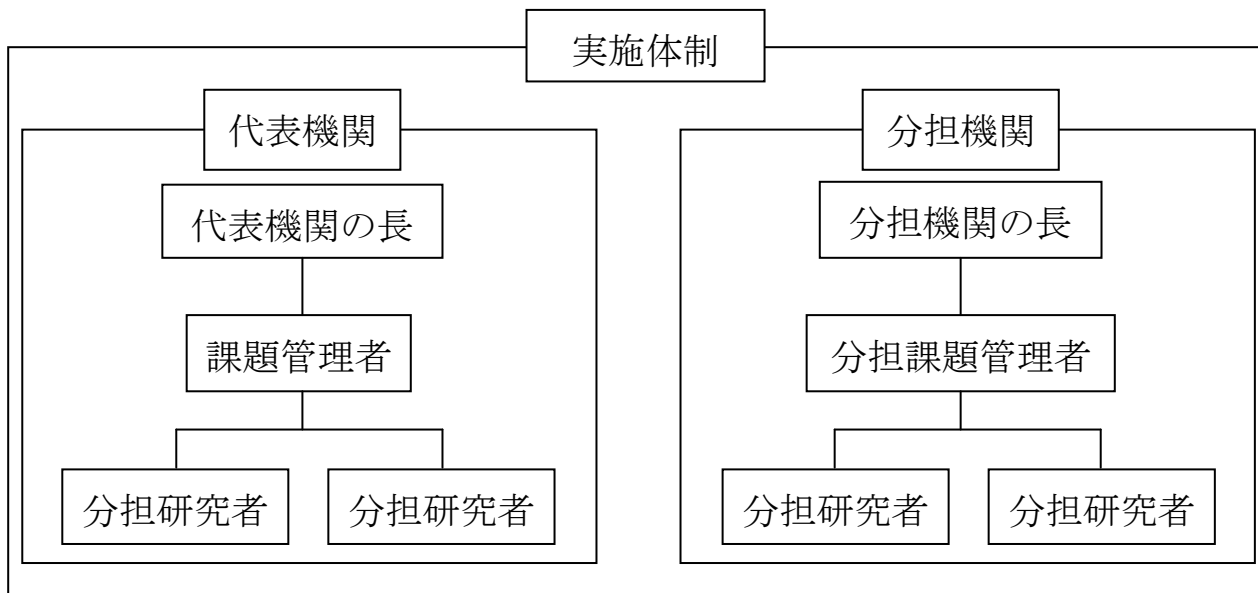 実施体制
代表機関
代表機関の長
課題管理者
分担研究者
分担研究者
分担機関
分担機関の長
分担課題管理者
分担研究者
分担研究者